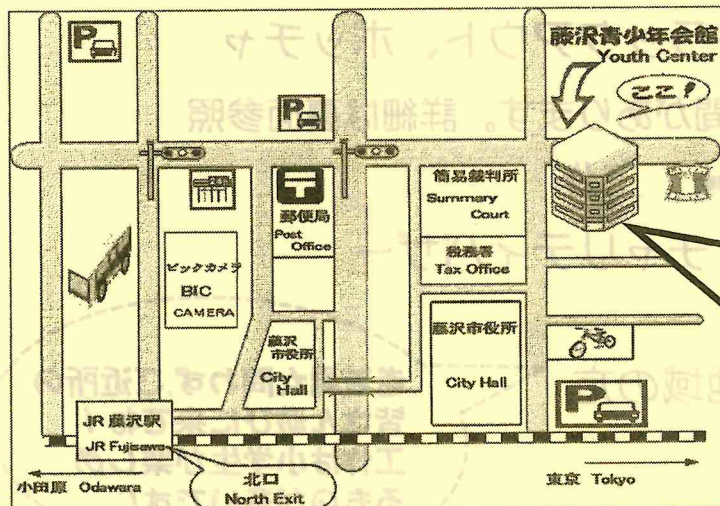 藤沢青少年会館
Youth Center
ここ!
P
P
簡易裁判所
Summary
Court
郵便局
Post
Office
税務署
Tax Office
ビックカメラ
BIC
CAMERA
藤沢
市役所
City
Hall
藤沢市役所
City Hall
P
JR 藤沢駅
JR Fujisawa
北口
North Exit
小田原 Odawara
東京 Tokyo